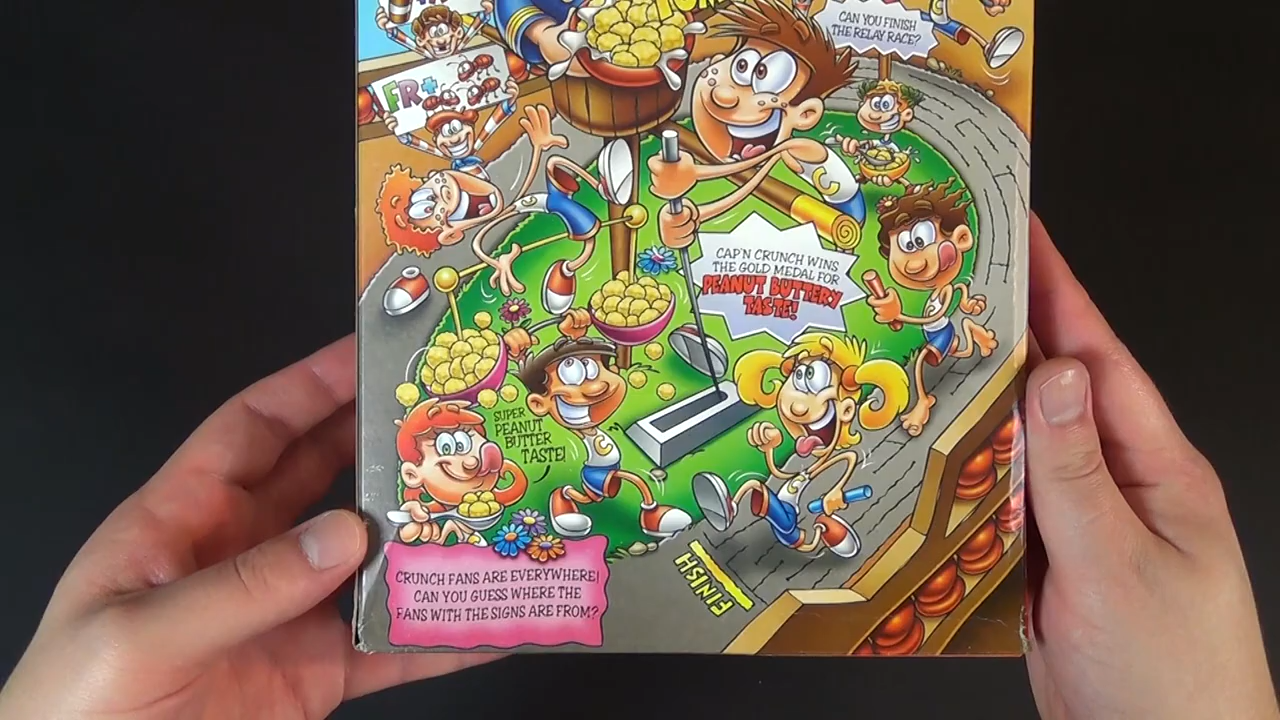 CAN YOU FINISH
THE RELAY RACE?
FR+
C
CAP'N CRUNCH WINS
THE GOLD MEDAL FOR
PEANUT BUTTERY
TASTE!
SUPER
PEANUT
BUTTER
TASTE!
C
C
FINISH
CRUNCH FANS ARE EVERYWHERE!
CAN YOU GUESS WHERE THE
FANS WITH THE SIGNS ARE FROM?